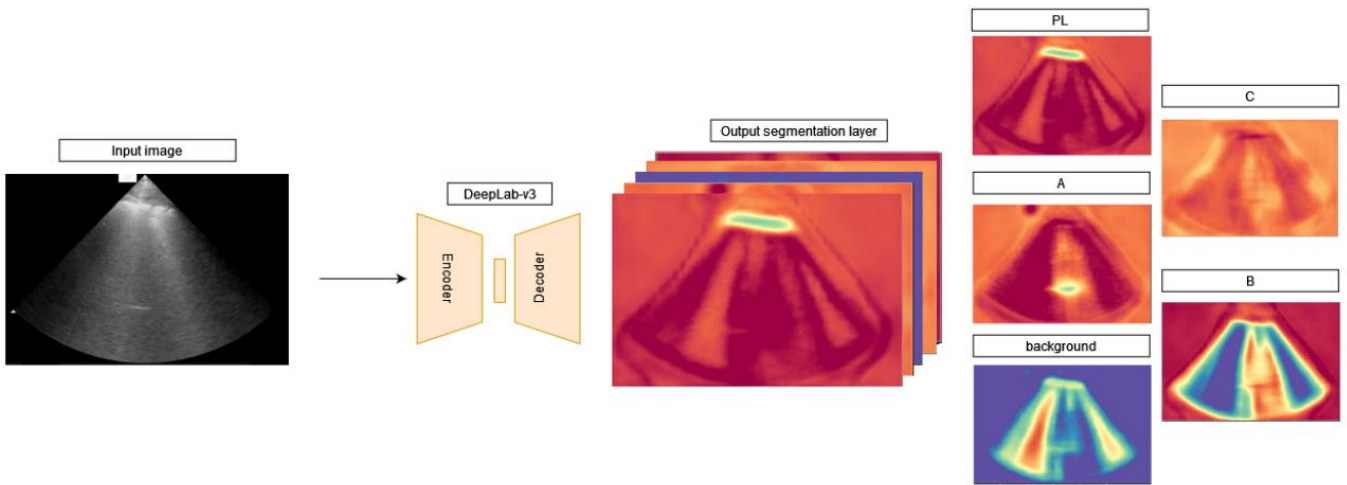 Input image
DeepLab-v3
Encoder
Decoder
Output segmentation layer
PL
C
A
B
background